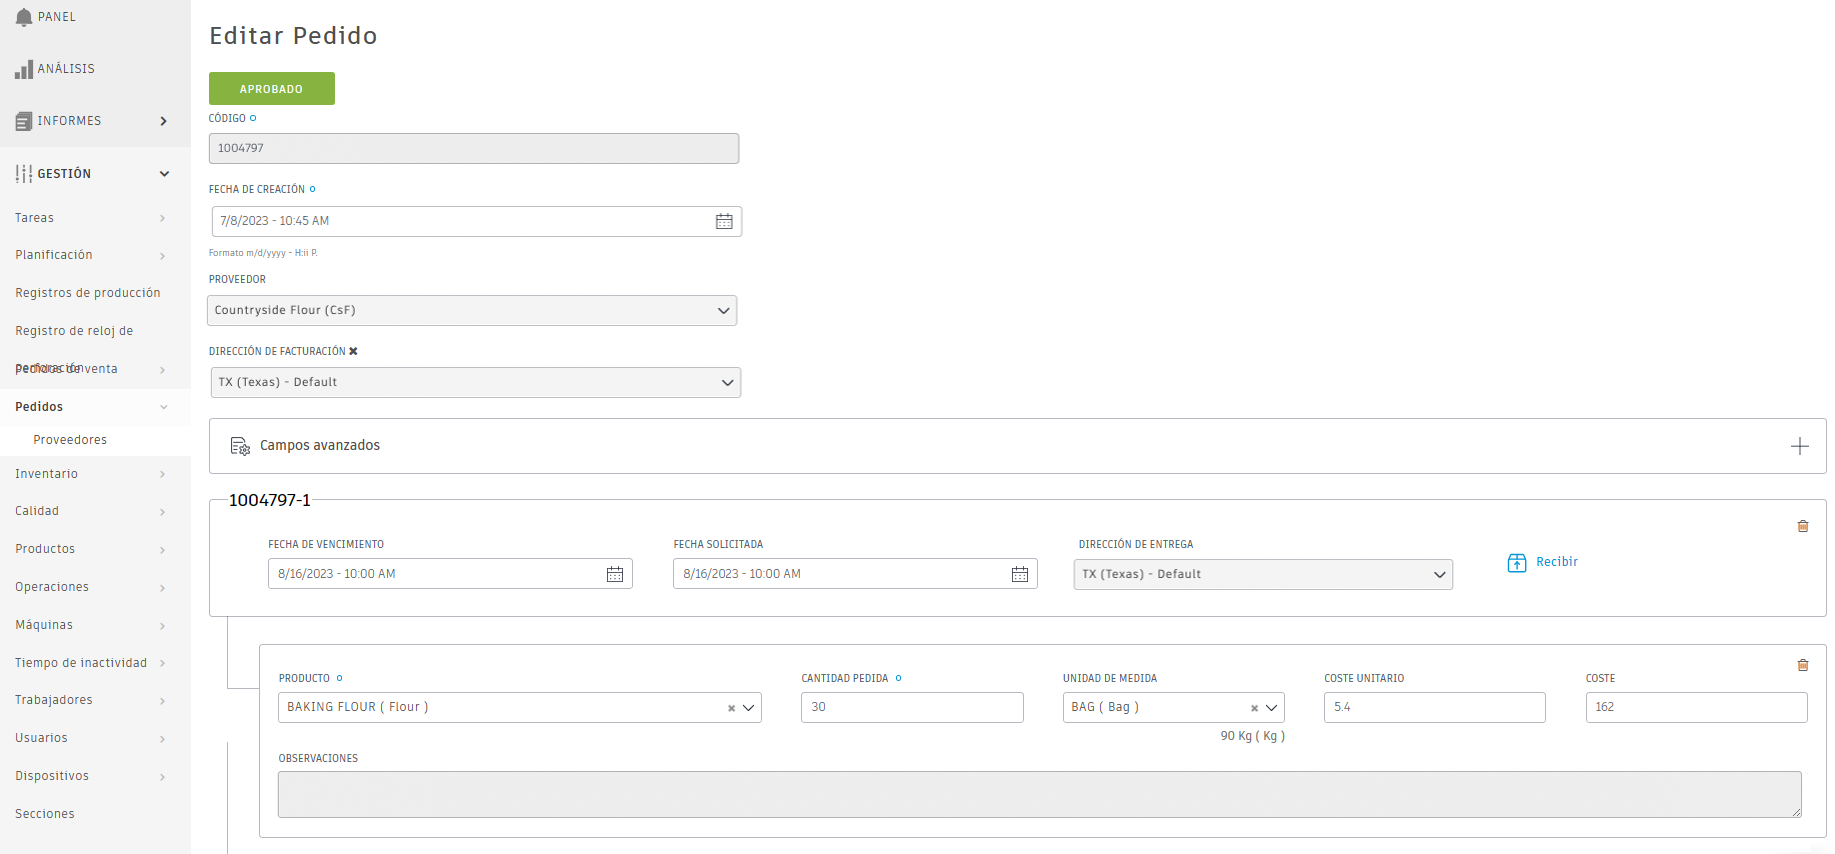 PANEL
ANÁLISIS
INFORMES
GESTIÓN
Tareas
Planificación
Registros de producción
Registro de reloj de
perforación
Pedidos de venta
Pedidos
Proveedores
Inventario
Calidad
Productos
Operaciones
Máquinas
Tiempo de inactividad
Trabajadores
Usuarios
Dispositivos
Secciones
Editar Pedido
APROBADO
CÓDIGO
1004797
FECHA DE CREACIÓN
7/8/2023 - 10:45 AM
Formato m/d/yyyy - H:ii P.
PROVEEDOR
Countryside Flour (CsF)
DIRECCIÓN DE FACTURACIÓN
TX (Texas) - Default
Campos avanzados
1004797-1
FECHA DE VENCIMIENTO FECHA SOLICITADA DIRECCIÓN DE ENTREGA
8/16/2023 - 10:00 AM 8/16/2023 - 10:00 AM TX (Texas) - Default Recibir
PRODUCTO CANTIDAD PEDIDA UNIDAD DE MEDIDA COSTE UNITARIO COSTE
BAKING FLOUR ( Flour ) 30 BAG ( Bag ) 5.4 162
90 Kg ( Kg )
OBSERVACIONES